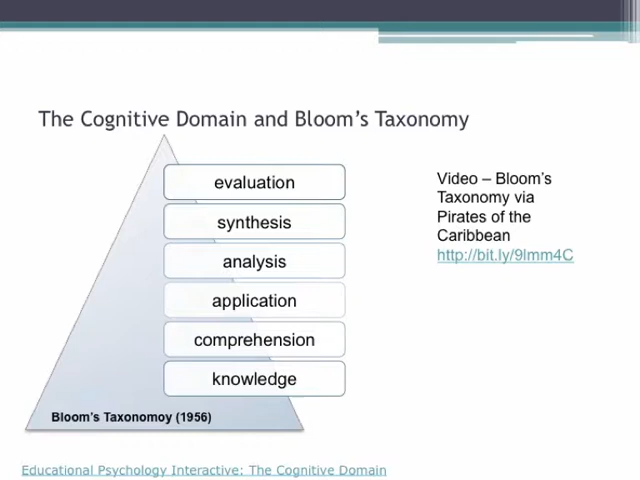 The Cognitive Domain and Bloom's Taxonomy
evaluation
synthesis
analysis
application
comprehension
knowledge
Bloom's Taxonomoy (1956)
Video – Bloom's
Taxonomy via
Pirates of the
Caribbean
http://bit.ly/9lmm4C
Educational Psychology Interactive: The Cognitive Domain